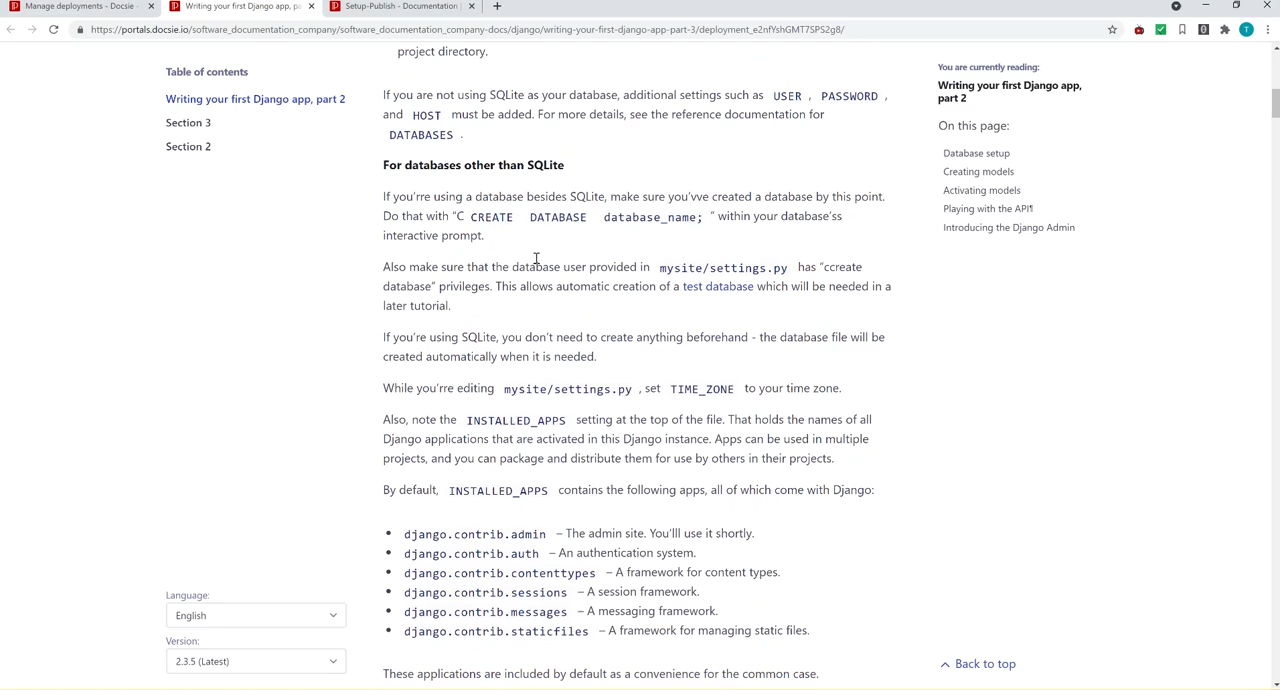 Manage deployments - Docsie
Writing your first Django app, pa
Setup-Publish - Documentation
https://portals.docsie.io/software_documentation_company/software_documentation_company_docs/django/writing-your-first-django-app-part-3/deployment_e2nfYshGMT7SPS2g8/
T
project directory.
Table of contents
Writing your first Django app, part 2
Section 3
Section 2
If you are not using SQLite as your database, additional settings such as USER , PASSWORD ,
and HOST must be added. For more details, see the reference documentation for
DATABASES .
For databases other than SQLite
If you'rre using a database besides SQLite, make sure you'vve created a database by this point.
Do that with “C CREATE DATABASE database_name; ” within your database'ss
interactive prompt.
Also make sure that the database user provided in mysite/settings.py has “ccreate
database” privileges. This allows automatic creation of a test database which will be needed in a
later tutorial.
If you're using SQLite, you don't need to create anything beforehand - the database file will be
created automatically when it is needed.
While you'rre editing mysite/settings.py , set TIME_ZONE to your time zone.
Also, note the INSTALLED_APPS setting at the top of the file. That holds the names of all
Django applications that are activated in this Django instance. Apps can be used in multiple
projects, and you can package and distribute them for use by others in their projects.
By default, INSTALLED_APPS contains the following apps, all of which come with Django:
• django.contrib.admin – The admin site. You'lll use it shortly.
• django.contrib.auth – An authentication system.
• django.contrib.contenttypes – A framework for content types.
• django.contrib.sessions – A session framework.
• django.contrib.messages – A messaging framework.
• django.contrib.staticfiles – A framework for managing static files.
These applications are included by default as a convenience for the common case.
Language:
English
Version:
2.3.5 (Latest)
You are currently reading:
Writing your first Django app,
part 2
On this page:
Database setup
Creating models
Activating models
Playing with the API¶
Introducing the Django Admin
Back to top